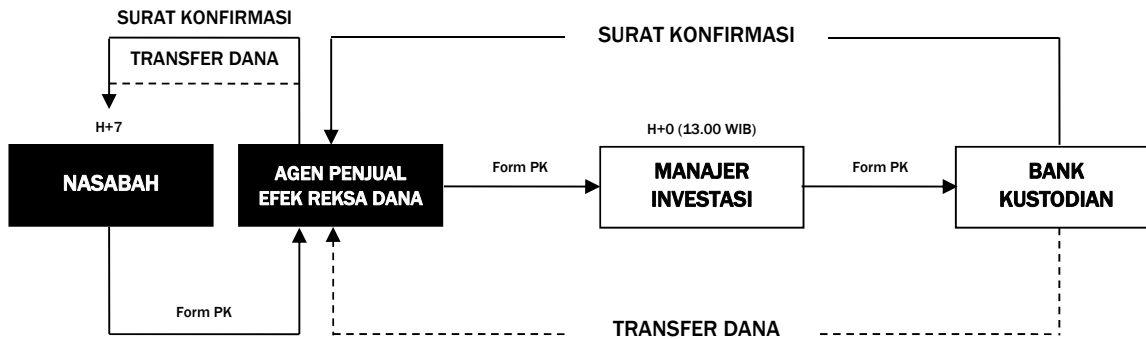 SURAT KONFIRMASI
TRANSFER DANA
SURAT KONFIRMASI
H+7
H+0 (13.00 WIB)
NASABAH
AGEN PENJUAL
EFEK REKSA DANA
Form PK
MANAJER
INVESTASI
Form PK
BANK
KUSTODIAN
Form PK
TRANSFER DANA